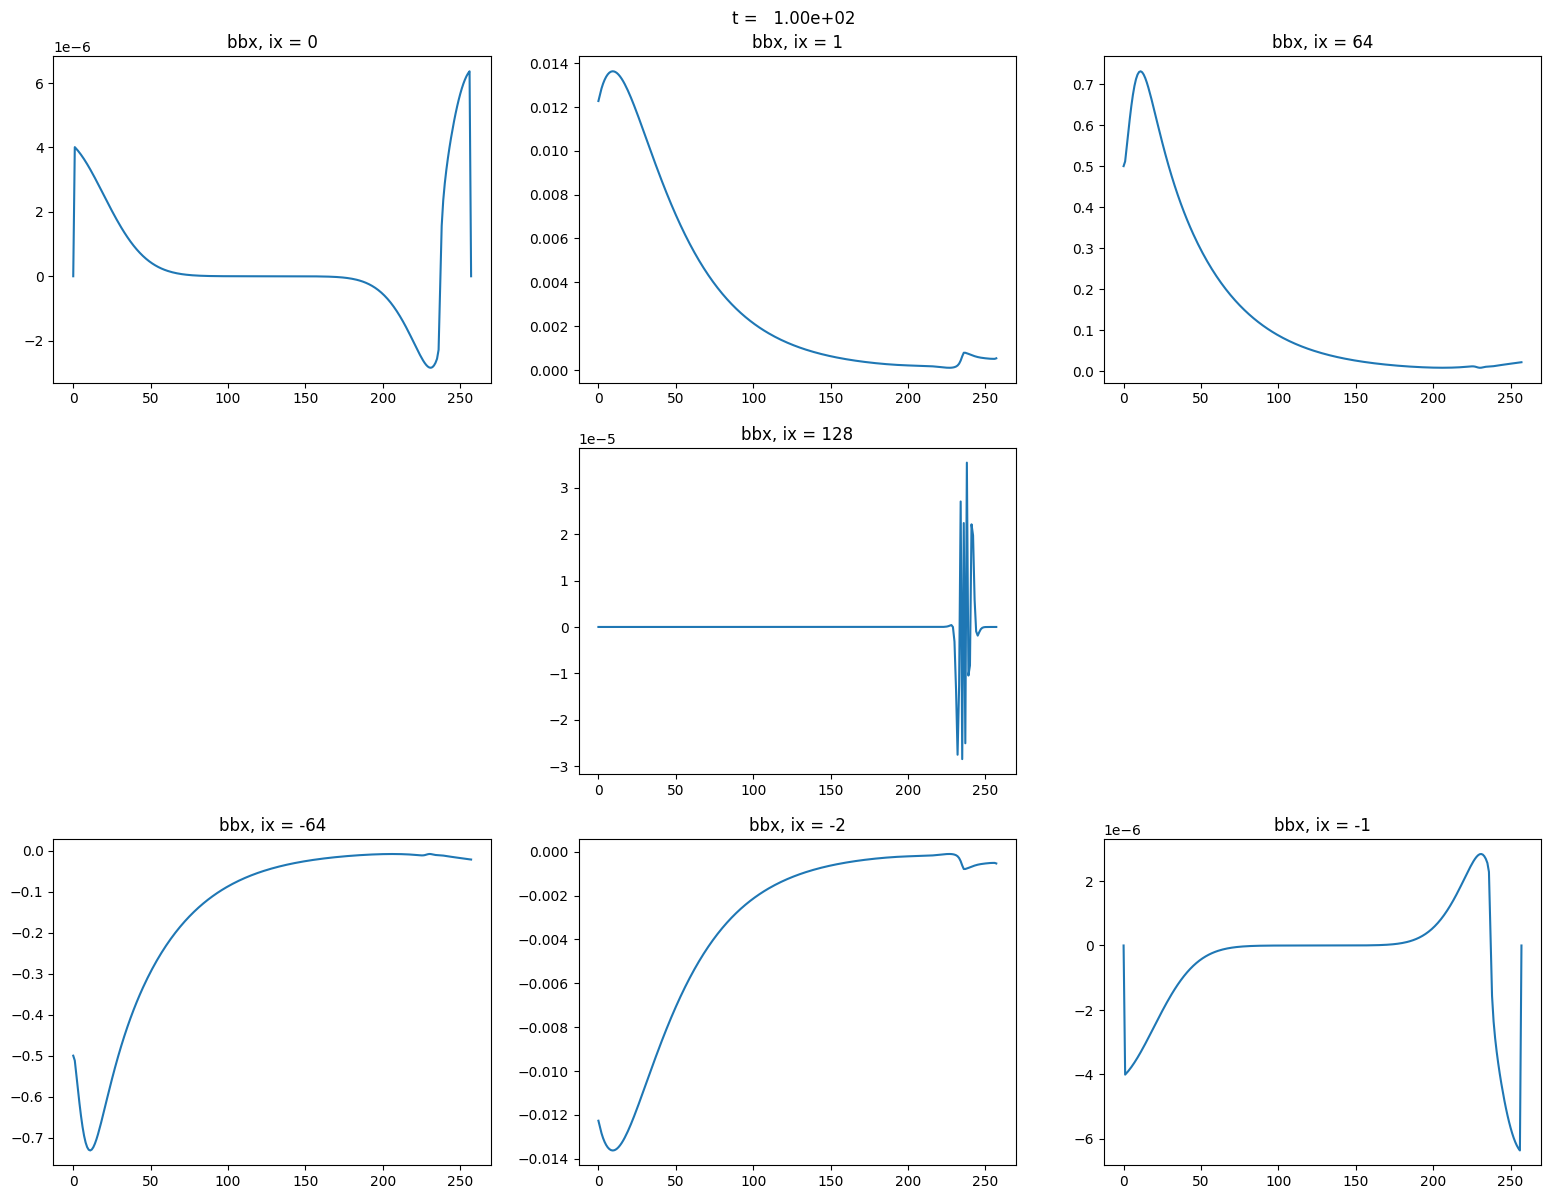 t =   1.00e+02
bbx, ix = 0
1e−6
6
4
2
0
−2
0 50 100 150 200 250
bbx, ix = 1
0.014
0.012
0.010
0.008
0.006
0.004
0.002
0.000
0 50 100 150 200 250
bbx, ix = 64
0.7
0.6
0.5
0.4
0.3
0.2
0.1
0.0
0 50 100 150 200 250
bbx, ix = 128
1e−5
3
2
1
0
−1
−2
−3
0 50 100 150 200 250
bbx, ix = -64
0.0
−0.1
−0.2
−0.3
−0.4
−0.5
−0.6
−0.7
0 50 100 150 200 250
bbx, ix = -2
0.000
−0.002
−0.004
−0.006
−0.008
−0.010
−0.012
−0.014
0 50 100 150 200 250
bbx, ix = -1
1e−6
2
0
−2
−4
−6
0 50 100 150 200 250